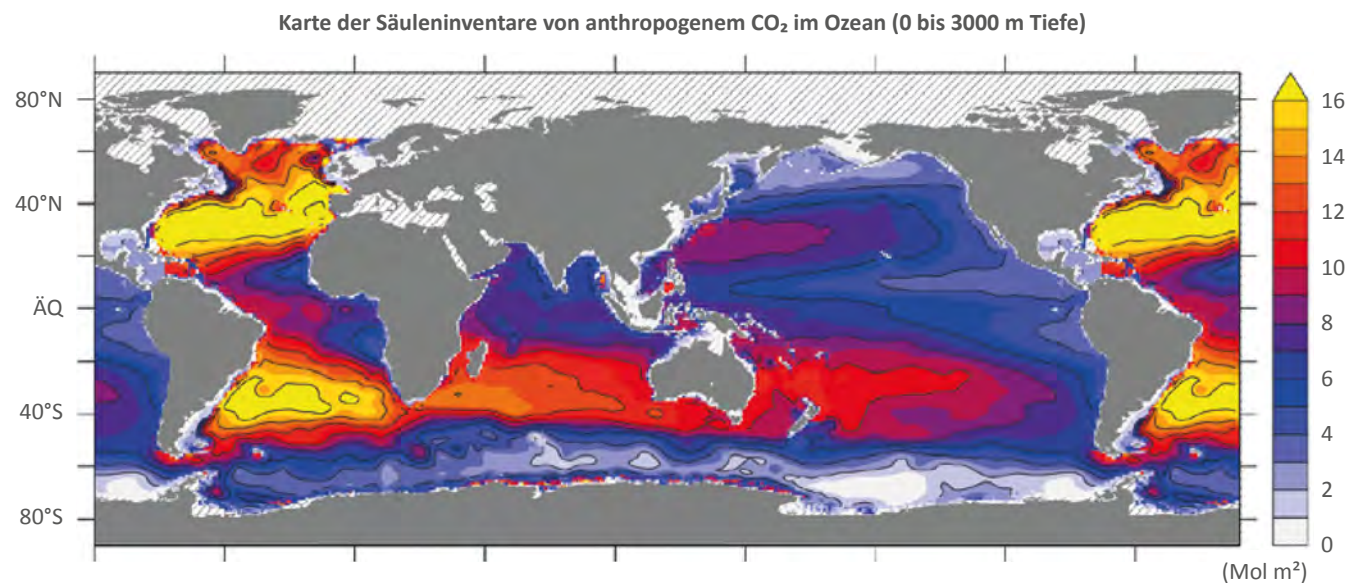 Karte der Säuleninventare von anthropogenem CO₂ im Ozean (0 bis 3000 m Tiefe)
80°N
40°N
ÄQ
40°S
80°S
16
14
12
10
8
6
4
2
0
(Mol m²)